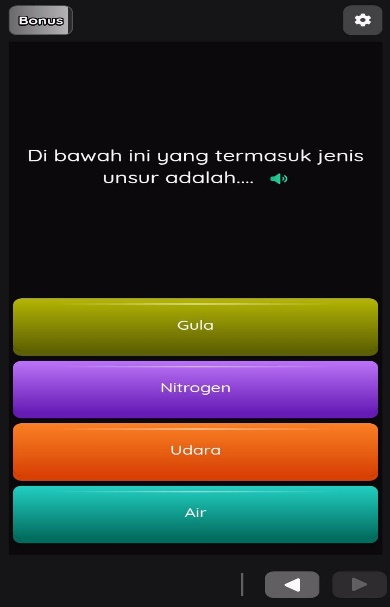 Bonus
Di bawah ini yang termasuk jenis
unsur adalah....
Gula
Nitrogen
Udara
Air